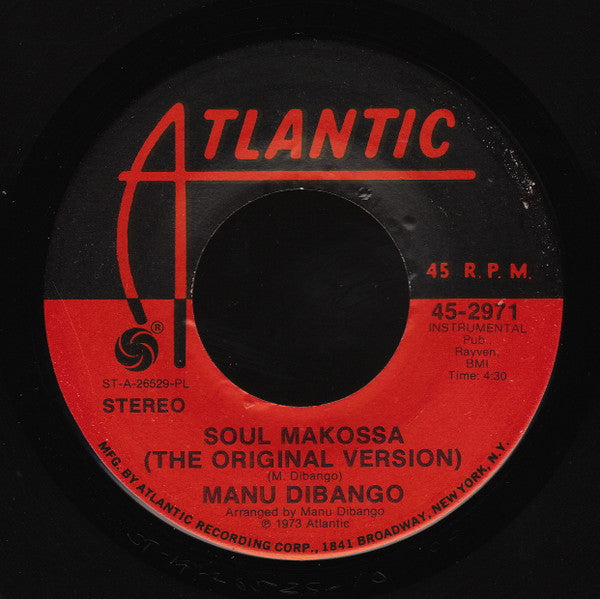 ATLANTIC
45 R.P.M.
®
45-2971
INSTRUMENTAL
Pub.,
Rayven,
BMI
Time: 4:30
ST-A-26529-PL
STEREO
SOUL MAKOSSA
(THE ORIGINAL VERSION)
(M. Dibango)
MANU DIBANGO
Arranged by Manu Dibango
℗ 1973 Atlantic
MFG. BY ATLANTIC RECORDING CORP., 1841 BROADWAY, NEW YORK, N.Y.